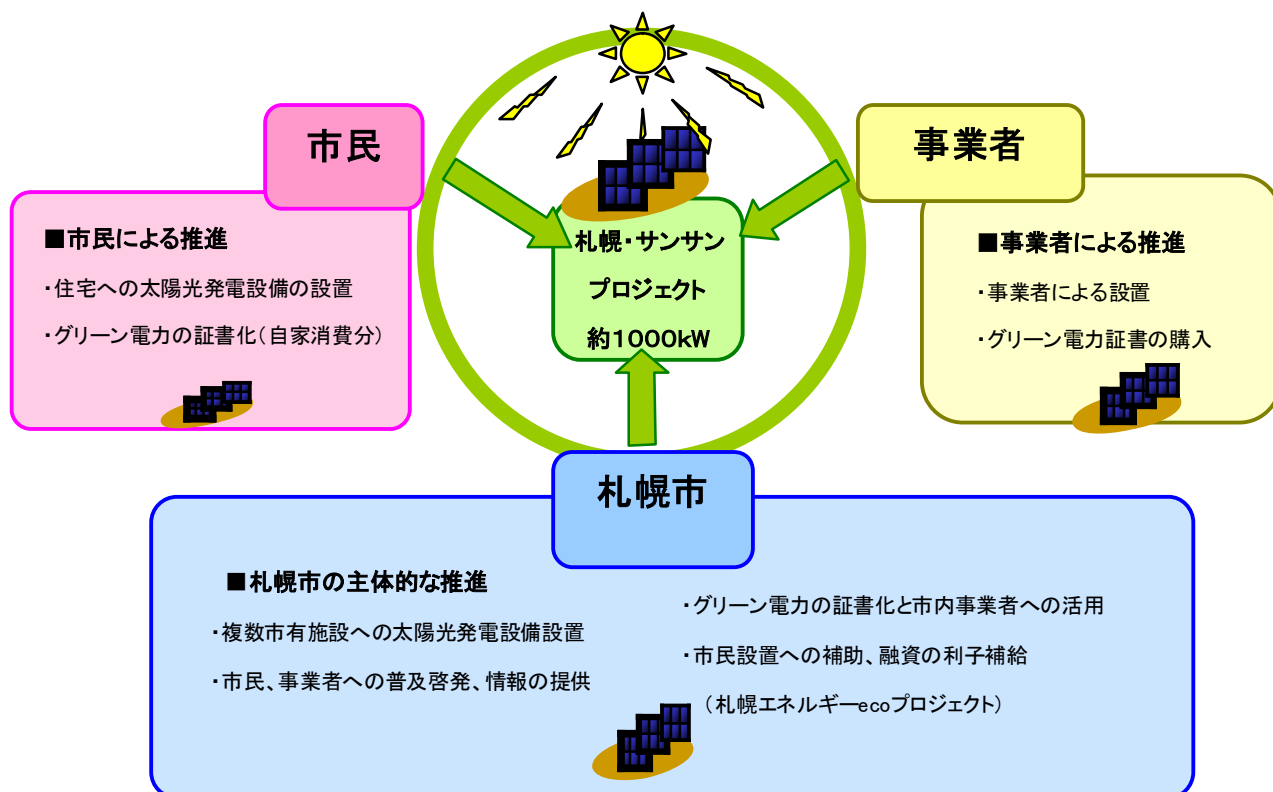 市民
■市民による推進
・住宅への太陽光発電設備の設置
・グリーン電力の証書化(自家消費分)
札幌・サンサン
プロジェクト
約1000kW
事業者
■事業者による推進
・事業者による設置
・グリーン電力証書の購入
札幌市
■札幌市の主体的な推進
・複数市有施設への太陽光発電設備設置
・市民、事業者への普及啓発、情報の提供
・グリーン電力の証書化と市内事業者への活用
・市民設置への補助、融資の利子補給
(札幌エネルギーecoプロジェクト)